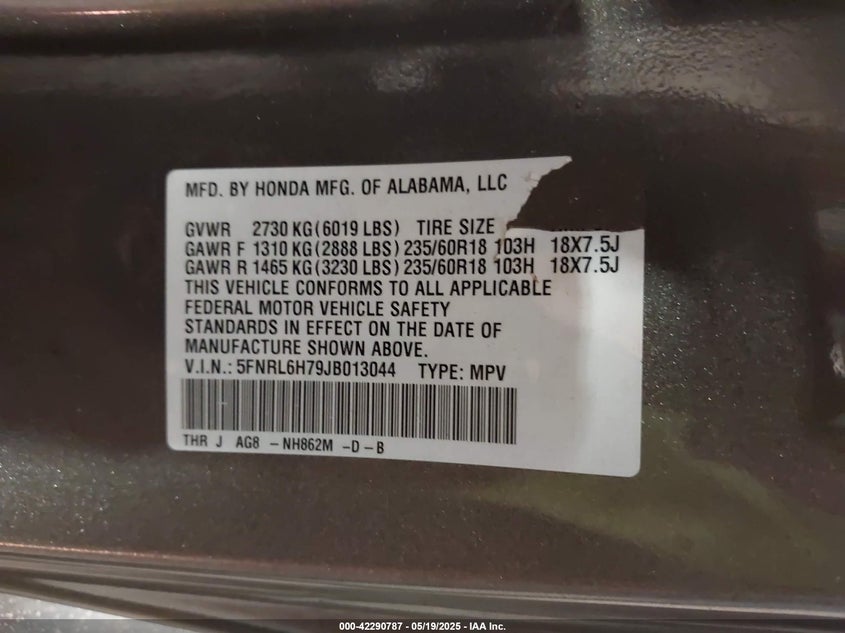 MFD. BY HONDA MFG. OF ALABAMA, LLC
GVWR 2730 KG (6019 LBS) TIRE SIZE
GAWR F 1310 KG (2888 LBS) 235/60R18 103H 18X7.5J
GAWR R 1465 KG (3230 LBS) 235/60R18 103H 18X7.5J
THIS VEHICLE CONFORMS TO ALL APPLICABLE
FEDERAL MOTOR VEHICLE SAFETY
STANDARDS IN EFFECT ON THE DATE OF
MANUFACTURE SHOWN ABOVE.
V.I.N.: 5FNRL6H79JB013044 TYPE: MPV
THR J AG8 -NH862M -D-B
000-42290787 - 05/19/2025 - IAA Inc.